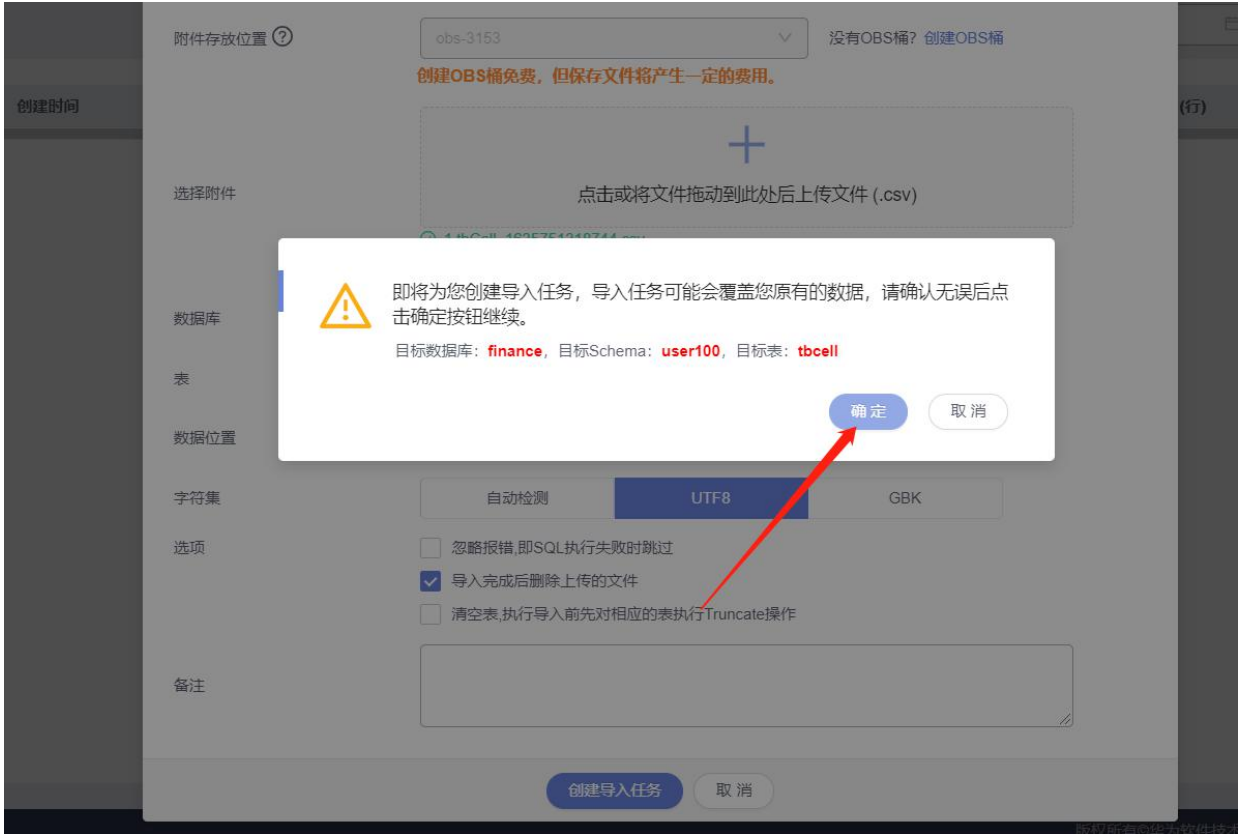 附件存放位置 ?
obs-3153
没有OBS桶? 创建OBS桶
创建OBS桶免费，但保存文件将产生一定的费用。
创建时间
(行)
选择附件
点击或将文件拖动到此处后上传文件 (.csv)
即将为您创建导入任务，导入任务可能会覆盖您原有的数据，请确认无误后点
击确定按钮继续。
目标数据库：finance，目标Schema：user100，目标表：tbcell
确定
取消
数据库
表
数据位置
字符集
自动检测
UTF8
GBK
选项
忽略报错,即SQL执行失败时跳过
导入完成后删除上传的文件
清空表,执行导入前先对相应的表执行Truncate操作
备注
创建导入任务
取消
版权所有©华为软件技术